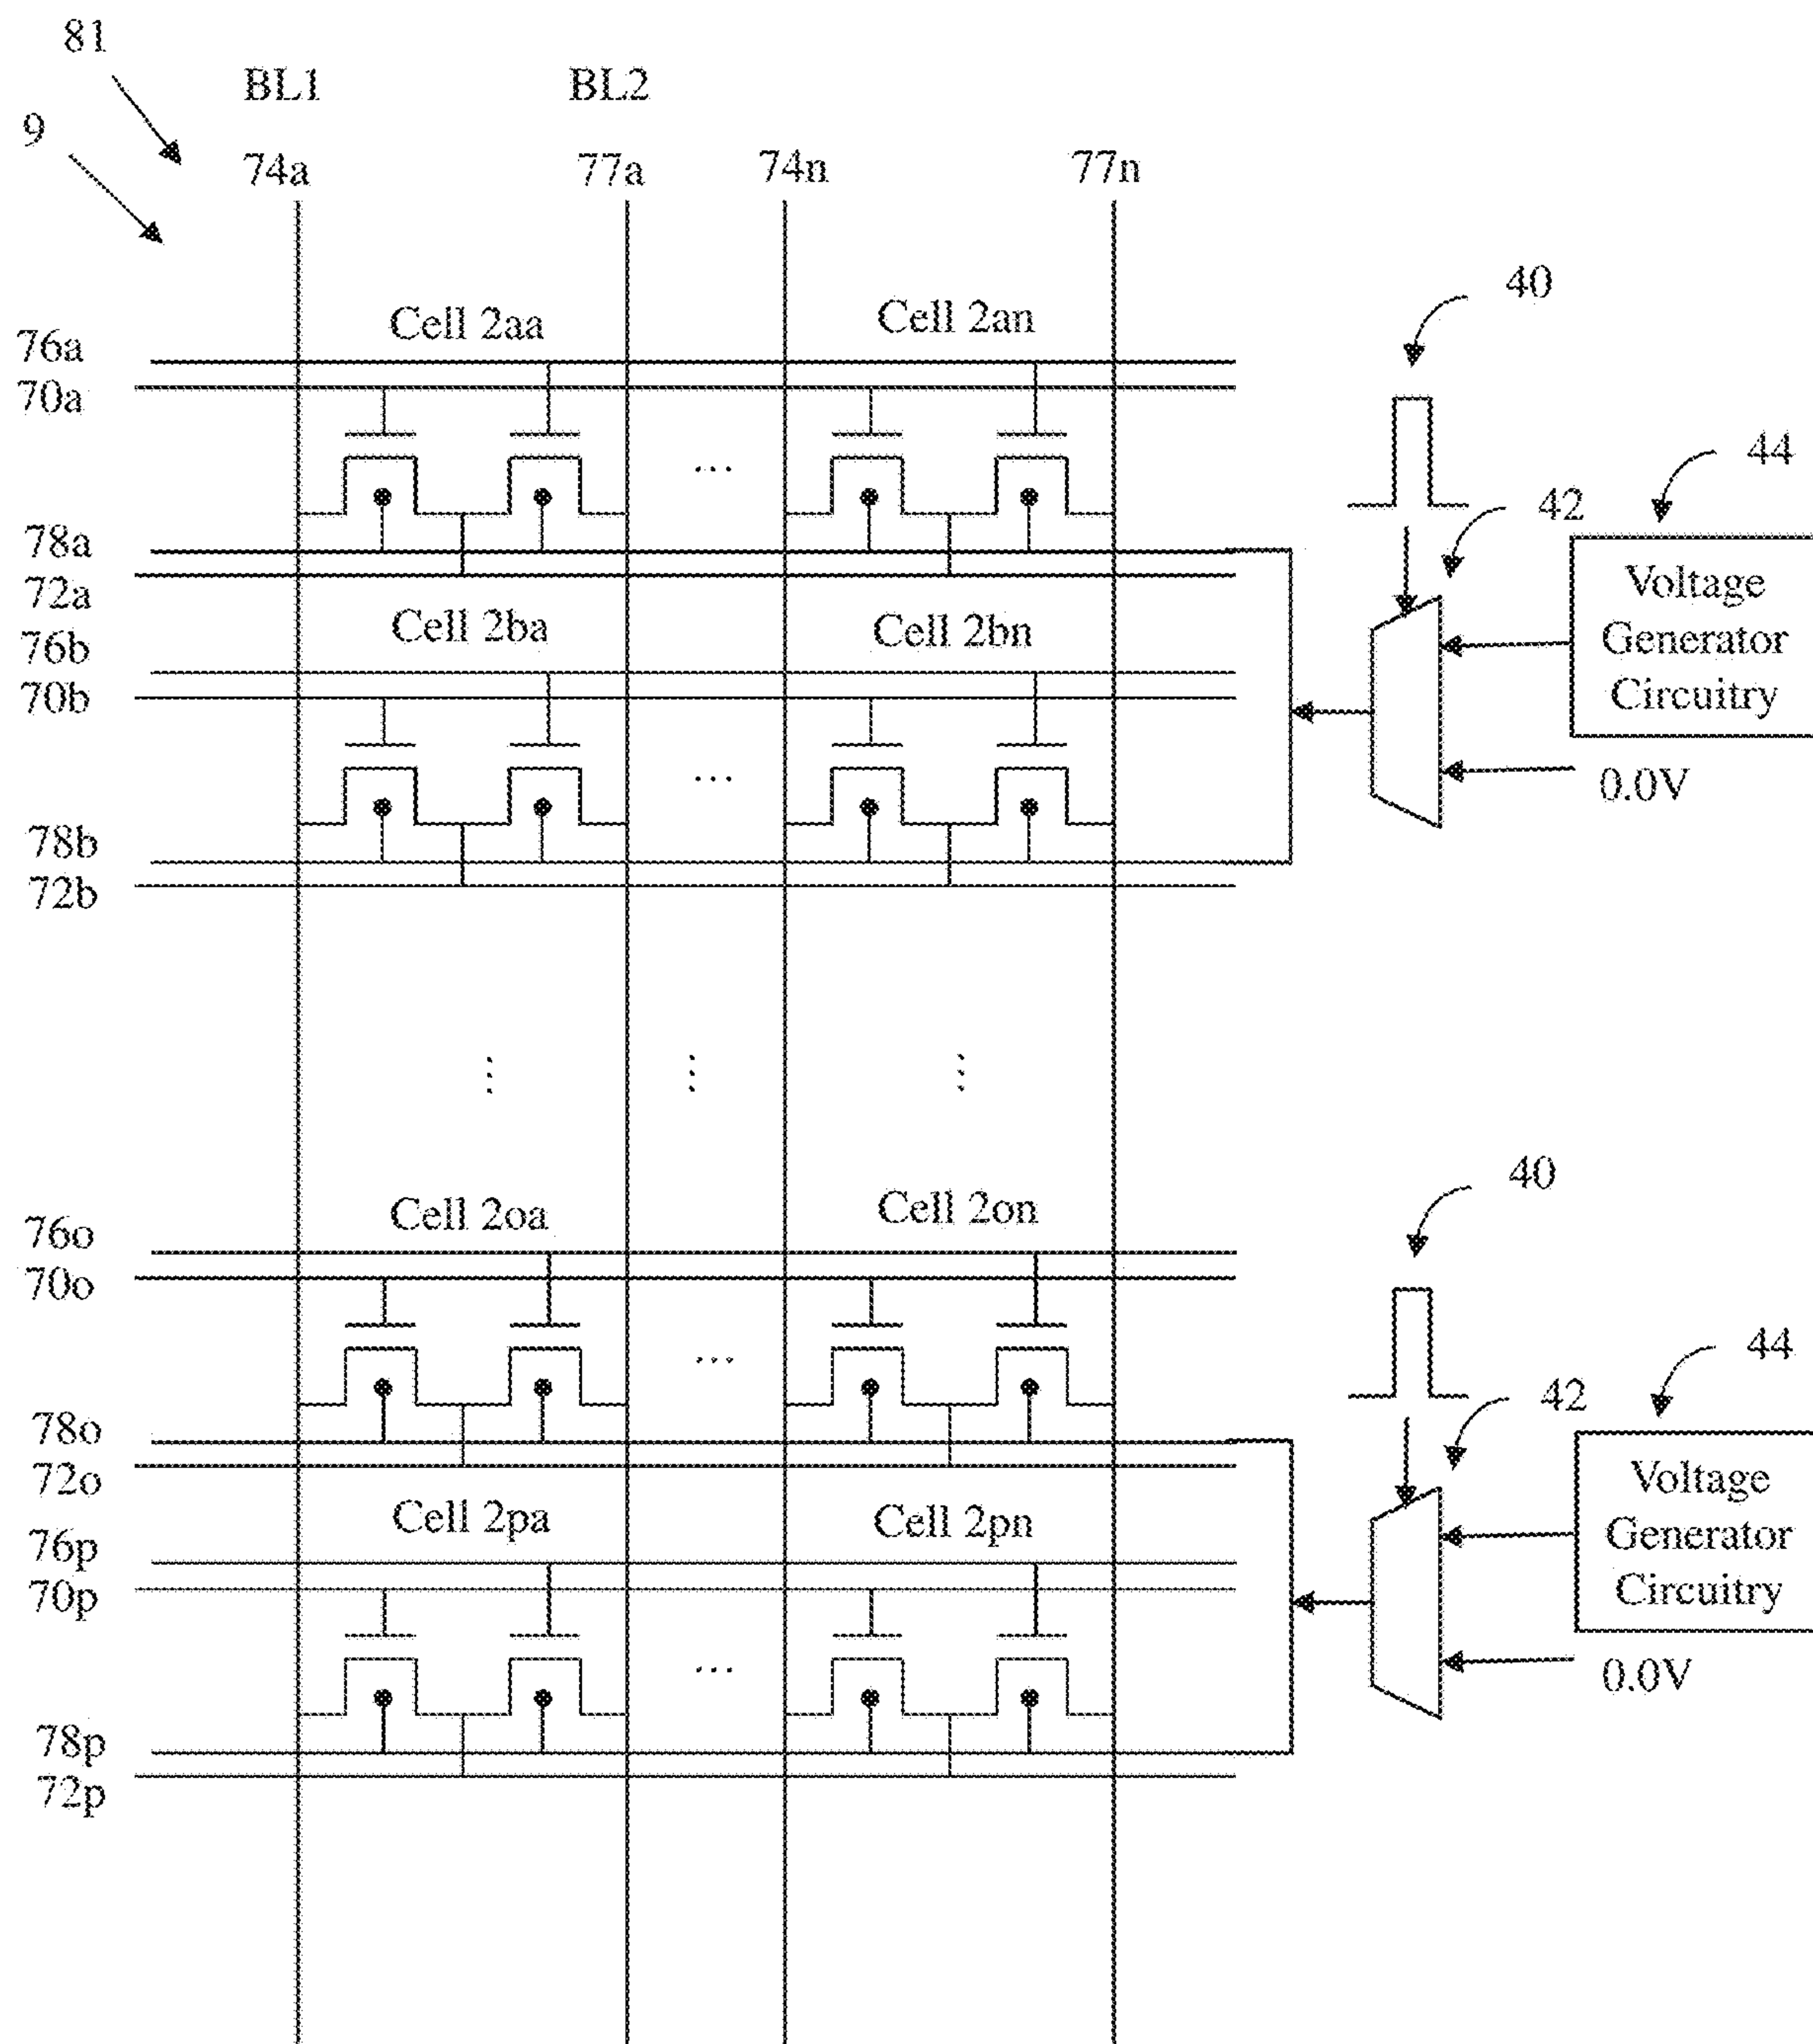 81
BL1 BL2
9
74a 77a 74n 77n
40
Cell 2aa Cell 2an
76a
70a
44
42
78a
72a
Voltage
Generator
Circuitry
Cell 2ba Cell 2bn
76b
70b
0.0V
...
...
78b
72b
...
...
...
40
Cell 2oa Cell 2on
76o
70o
44
...
42
78o
72o
Voltage
Generator
Circuitry
Cell 2pa Cell 2pn
76p
70p
0.0V
...
78p
72p